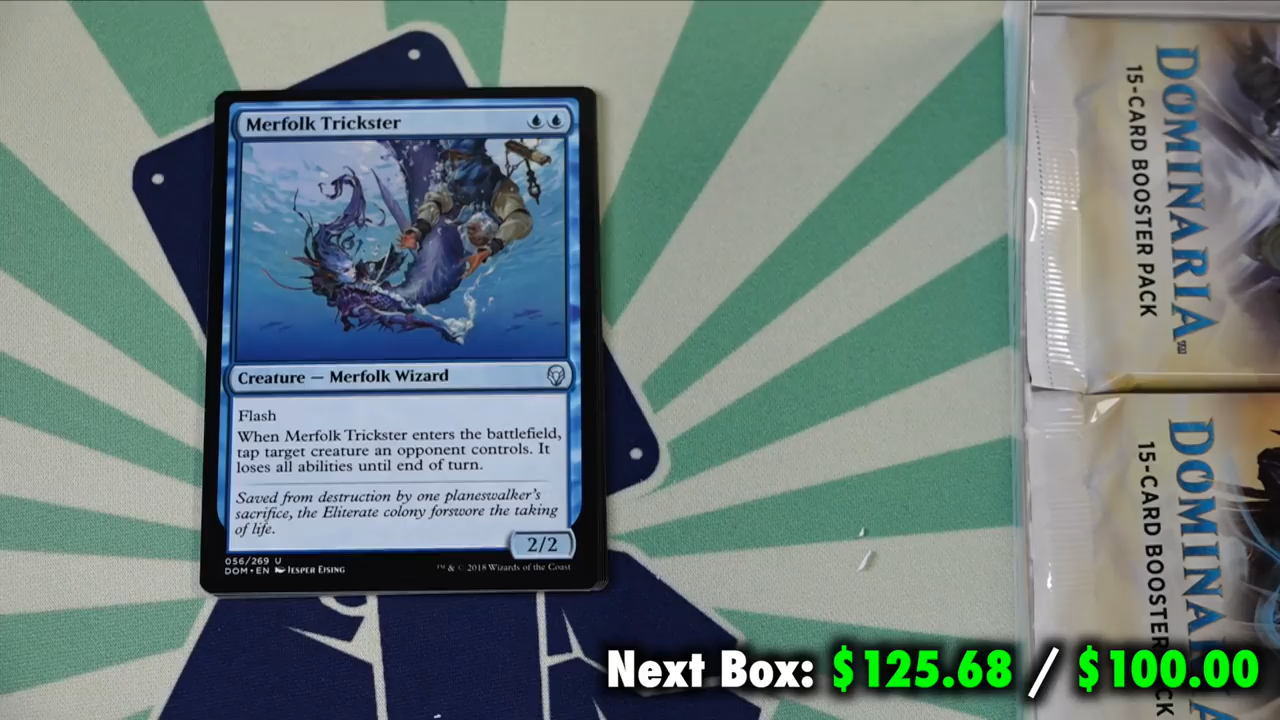 Merfolk Trickster
Creature — Merfolk Wizard
Flash
When Merfolk Trickster enters the battlefield,
tap target creature an opponent controls. It
loses all abilities until end of turn.
Saved from destruction by one planeswalker's
sacrifice, the Eliterate colony forswore the taking
of life.
2/2
056/269 U
DOM • EN Jesper Eising
™ & © 2018 Wizards of the Coast
DOMINARIA™
15-CARD BOOSTER PACK
DOMINARIA
15-CARD BOOSTER PACK
Next Box: $125.68 / $100.00